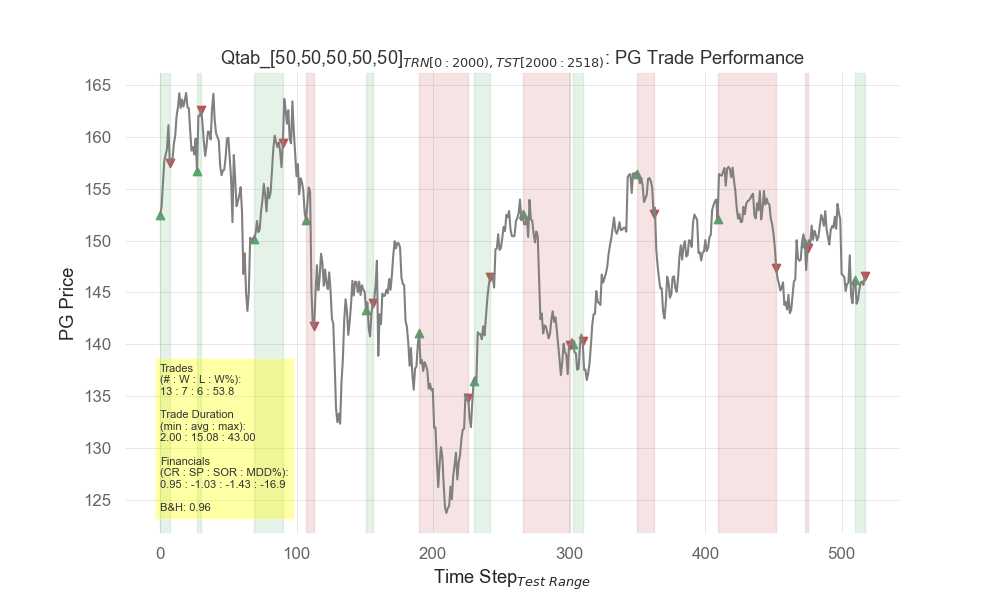 Qtab_[50,50,50,50,50]TRN[0:2000),TST[2000:2518): PG Trade Performance
165
160
155
150
145
140
135
130
125
PG Price
Trades
(# : W : L : W%):
13 : 7 : 6 : 53.8
Trade Duration
(min : avg : max):
2.00 : 15.08 : 43.00
Financials
(CR : SP : SOR : MDD%):
0.95 : -1.03 : -1.43 : -16.9
B&H: 0.96
0 100 200 300 400 500
Time StepTest Range